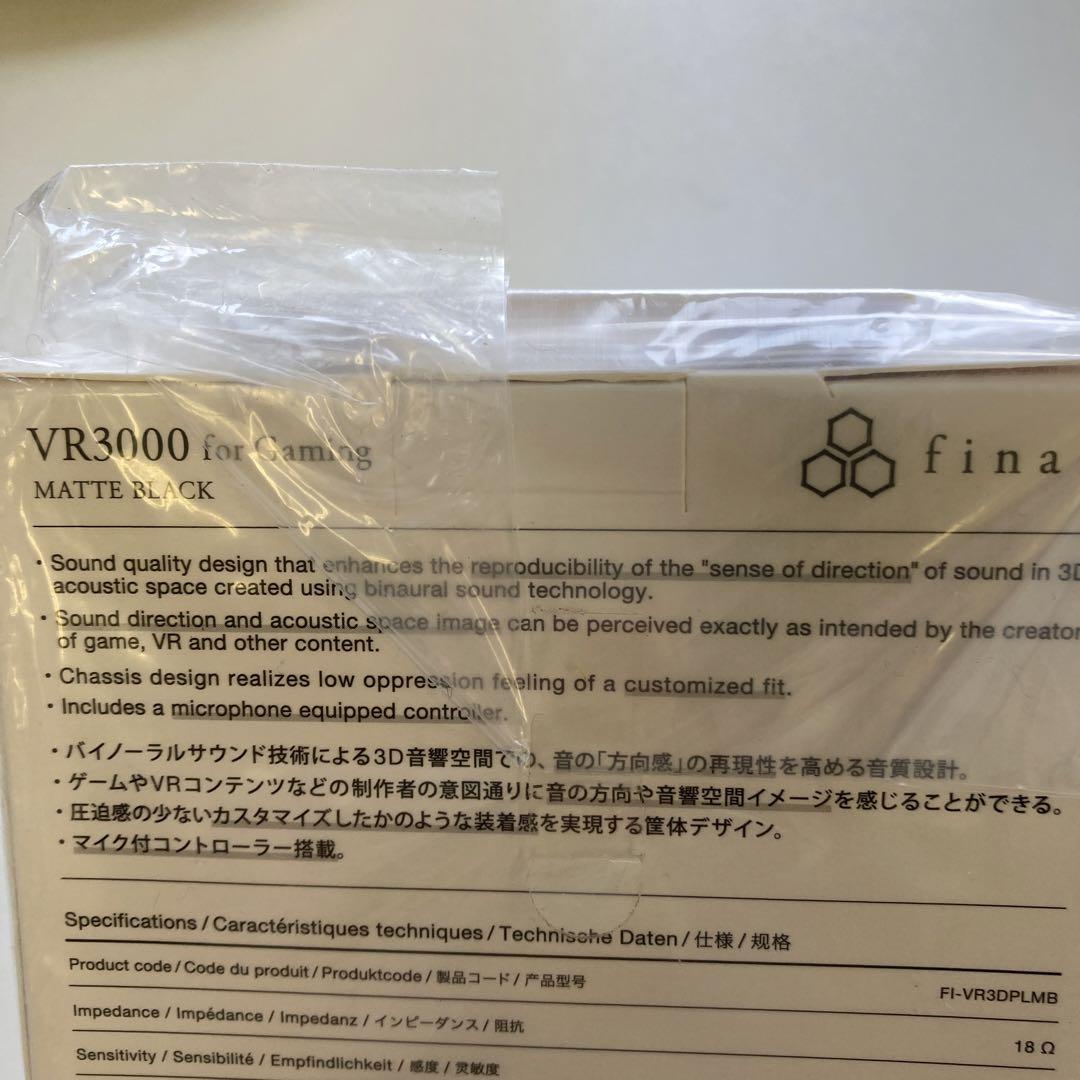 VR3000 for Gaming
MATTE BLACK
fina
・Sound quality design that enhances the reproducibility of the "sense of direction" of sound in 3D
acoustic space created using binaural sound technology.
・Sound direction and acoustic space image can be perceived exactly as intended by the creator
of game, VR and other content.
・Chassis design realizes low oppression feeling of a customized fit.
・Includes a microphone equipped controller.
・バイノーラルサウンド技術による3D音響空間での、音の「方向感」の再現性を高める音質設計。
・ゲームやVRコンテンツなどの制作者の意図通りに音の方向や音響空間イメージを感じることができる。
・圧迫感の少ないカスタマイズしたかのような装着感を実現する筐体デザイン。
・マイク付コントローラー搭載。
Specifications / Caractéristiques techniques / Technische Daten / 仕様 / 规格
Product code / Code du produit / Produktcode / 製品コード / 产品型号 FI-VR3DPLMB
Impedance / Impédance / Impedanz / インピーダンス / 阻抗 18 Ω
Sensitivity / Sensibilité / Empfindlichkeit / 感度 / 灵敏度